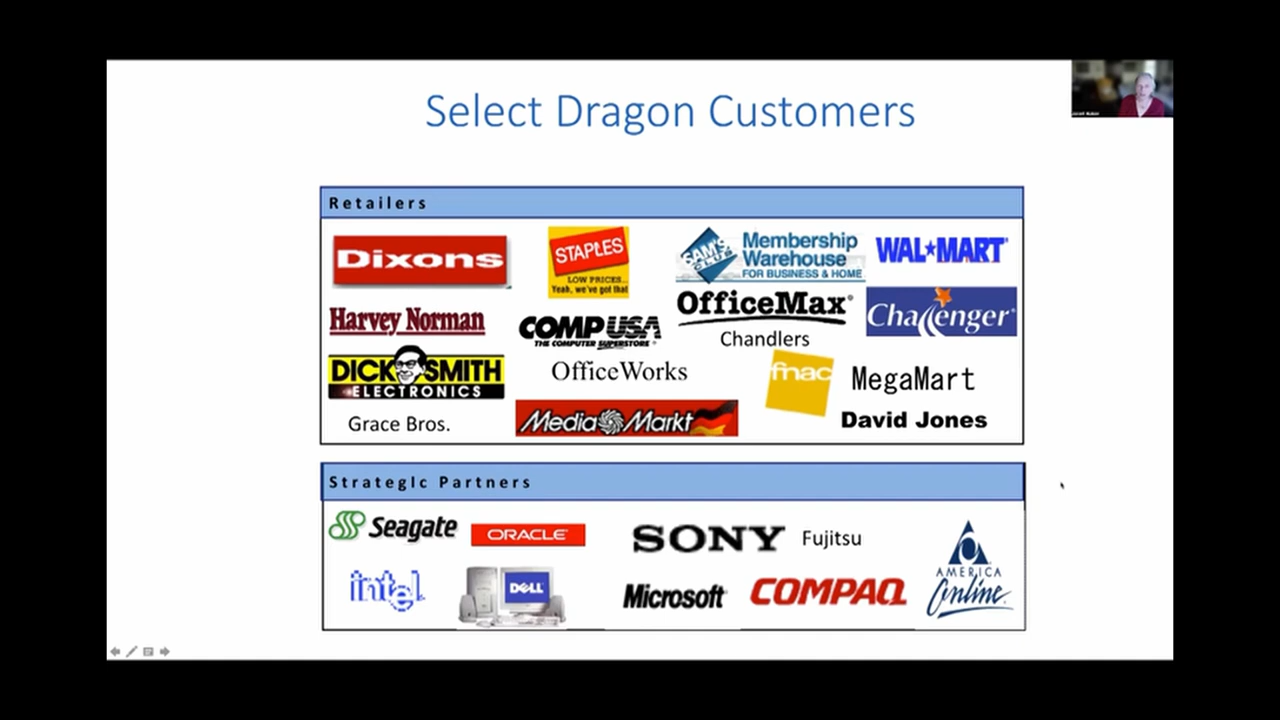 Select Dragon Customers
Retailers
Dixons
STAPLES
LOW PRICES...
Yeah, we've got that
SAM'S CLUB
Membership
Warehouse
FOR BUSINESS & HOME
WAL★MART
Harvey Norman
COMPUSA
THE COMPUTER SUPERSTORE
OfficeMax
Challenger
Chandlers
DICK SMITH
ELECTRONICS
OfficeWorks
fnac
MegaMart
Grace Bros.
Media Markt
David Jones
StrategIc Partners
Seagate
ORACLE
SONY
Fujitsu
AMERICA
Online
intel
DELL
Microsoft
COMPAQ